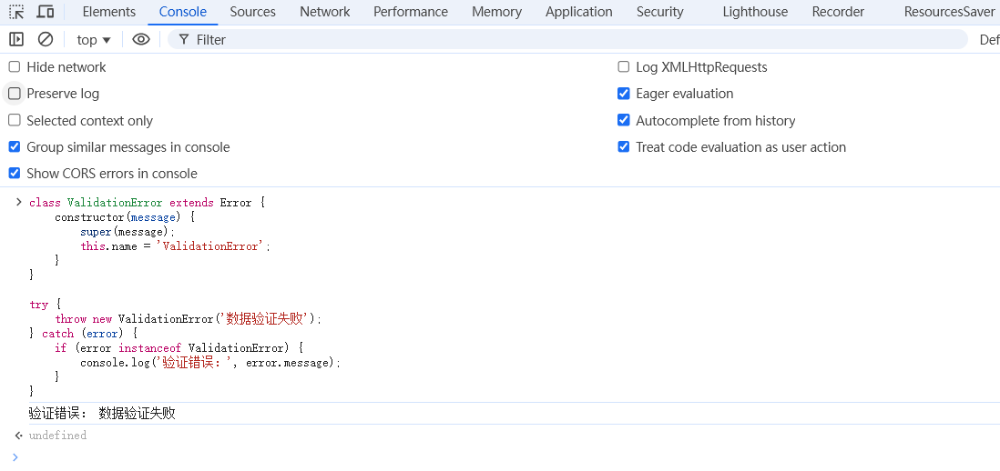 Elements Console Sources Network Performance Memory Application Security Lighthouse Recorder ResourcesSaver
top Filter Def
Hide network Log XMLHttpRequests
Preserve log Eager evaluation
Selected context only Autocomplete from history
Group similar messages in console Treat code evaluation as user action
Show CORS errors in console
class ValidationError extends Error {
    constructor(message) {
        super(message);
        this.name = 'ValidationError';
    }
}
try {
    throw new ValidationError('数据验证失败');
} catch (error) {
    if (error instanceof ValidationError) {
        console.log('验证错误：', error.message);
    }
}
验证错误： 数据验证失败
undefined